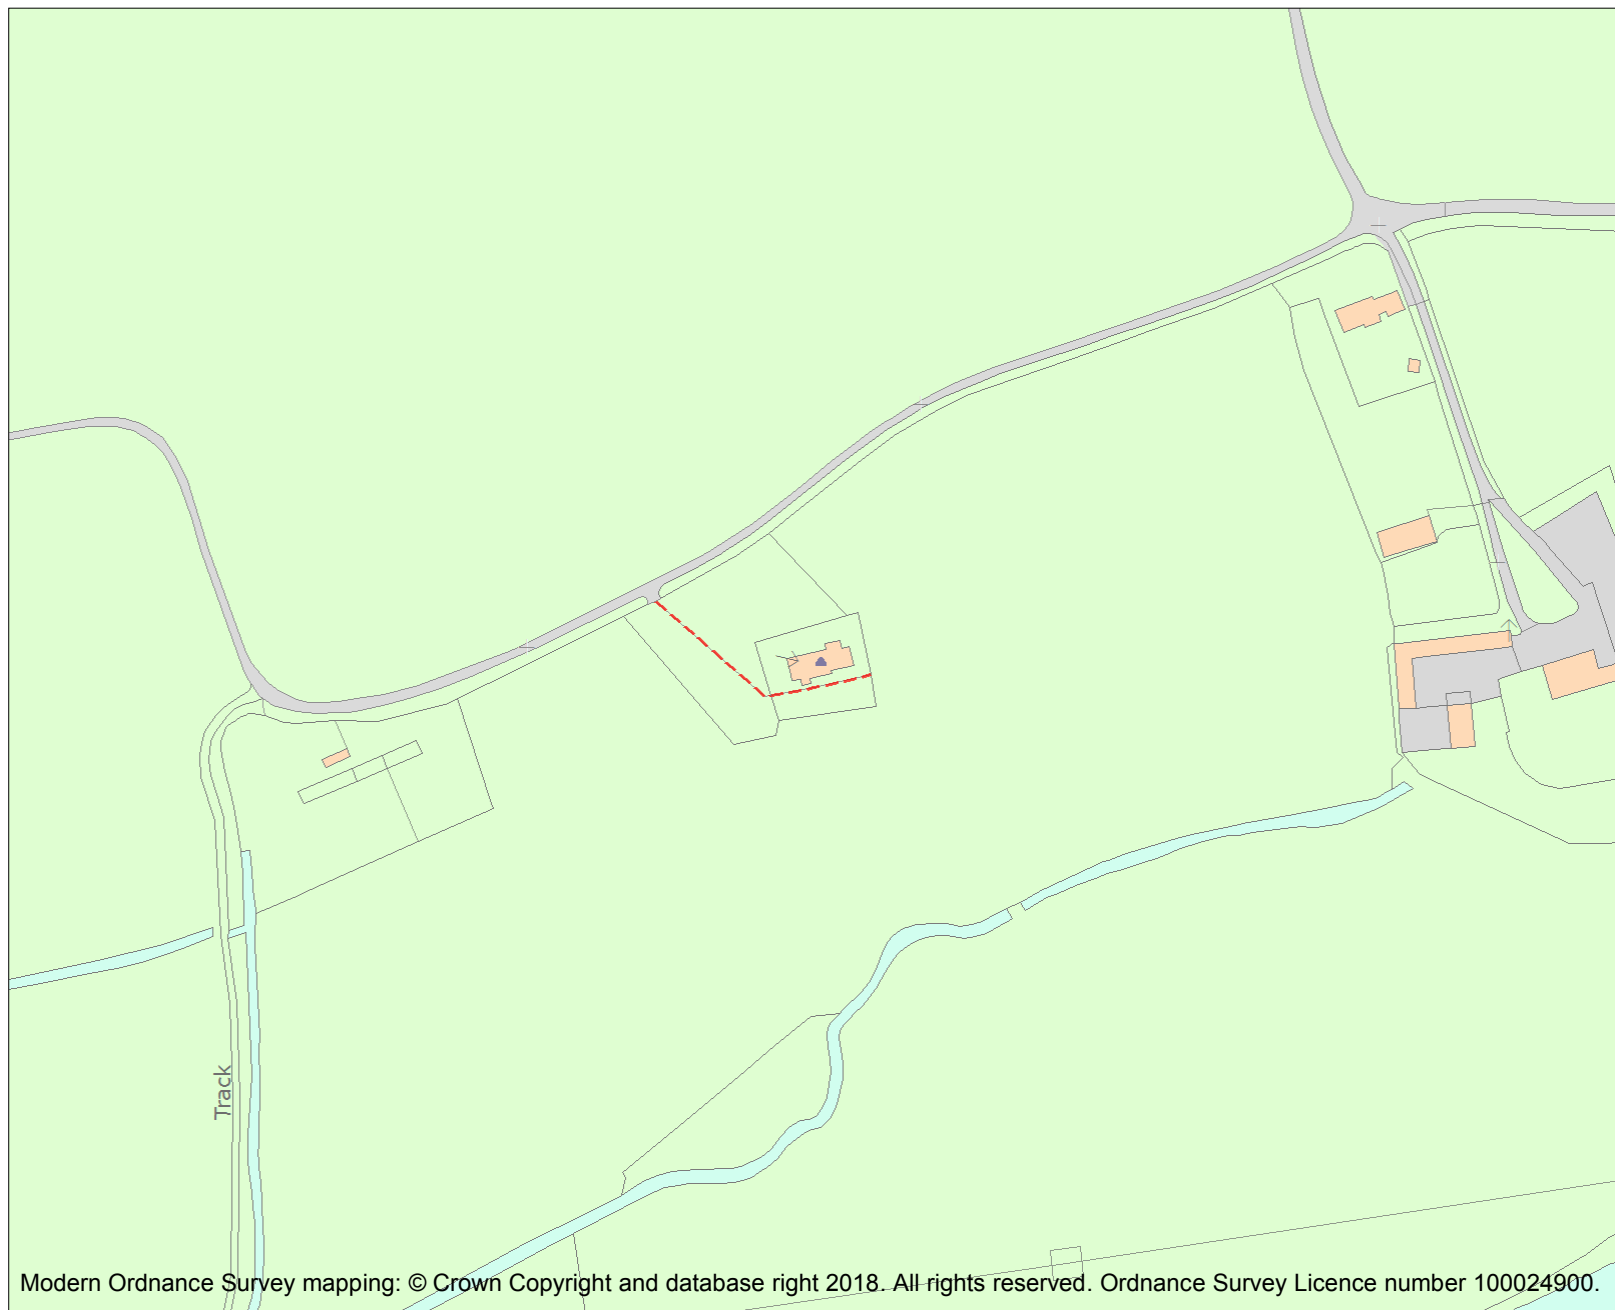 Track
Modern Ordnance Survey mapping: © Crown Copyright and database right 2018. All rights reserved. Ordnance Survey Licence number 100024900.